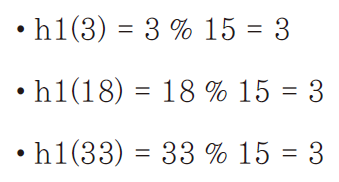 • h1(3) = 3 % 15 = 3
• h1(18) = 18 % 15 = 3
• h1(33) = 33 % 15 = 3